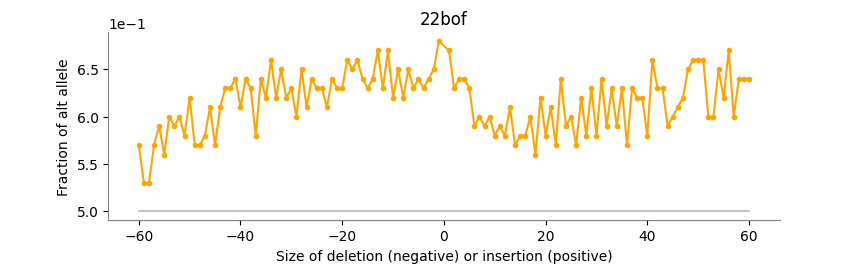 22bof
1e−1
Fraction of alt allele
6.5
6.0
5.5
5.0
−60 −40 −20 0 20 40 60
Size of deletion (negative) or insertion (positive)